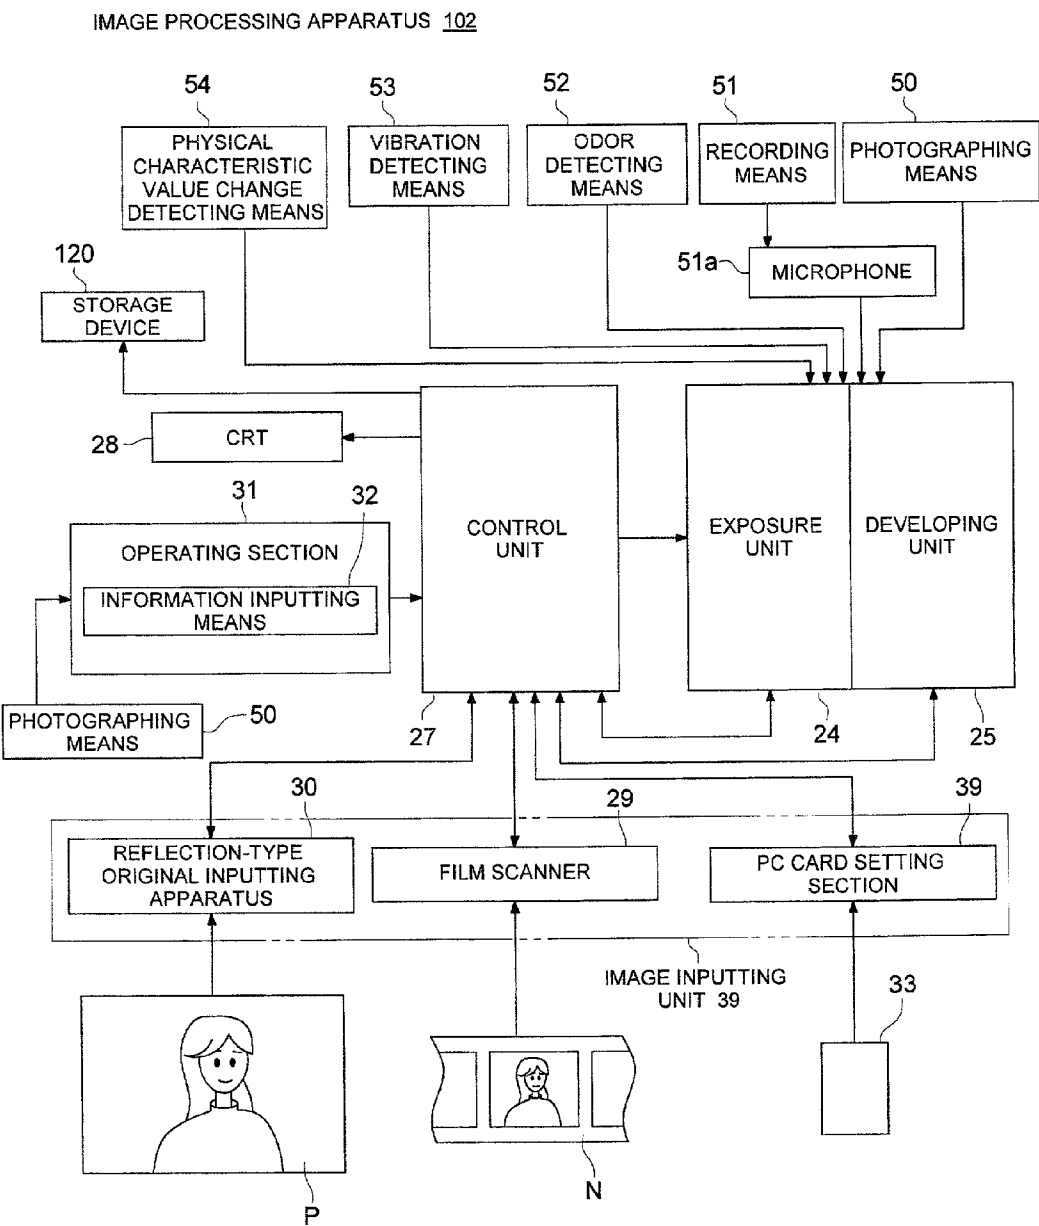 IMAGE PROCESSING APPARATUS 102
54
53
52
51
50
PHYSICAL
CHARACTERISTIC
VALUE CHANGE
DETECTING MEANS
VIBRATION
DETECTING
MEANS
ODOR
DETECTING
MEANS
RECORDING
MEANS
PHOTOGRAPHING
MEANS
51a
MICROPHONE
120
STORAGE
DEVICE
28
CRT
31
32
OPERATING SECTION
INFORMATION INPUTTING
MEANS
CONTROL
UNIT
EXPOSURE
UNIT
DEVELOPING
UNIT
PHOTOGRAPHING
MEANS
50
27
24
25
30
29
39
REFLECTION-TYPE
ORIGINAL INPUTTING
APPARATUS
FILM SCANNER
PC CARD SETTING
SECTION
IMAGE INPUTTING
UNIT 39
33
N
P